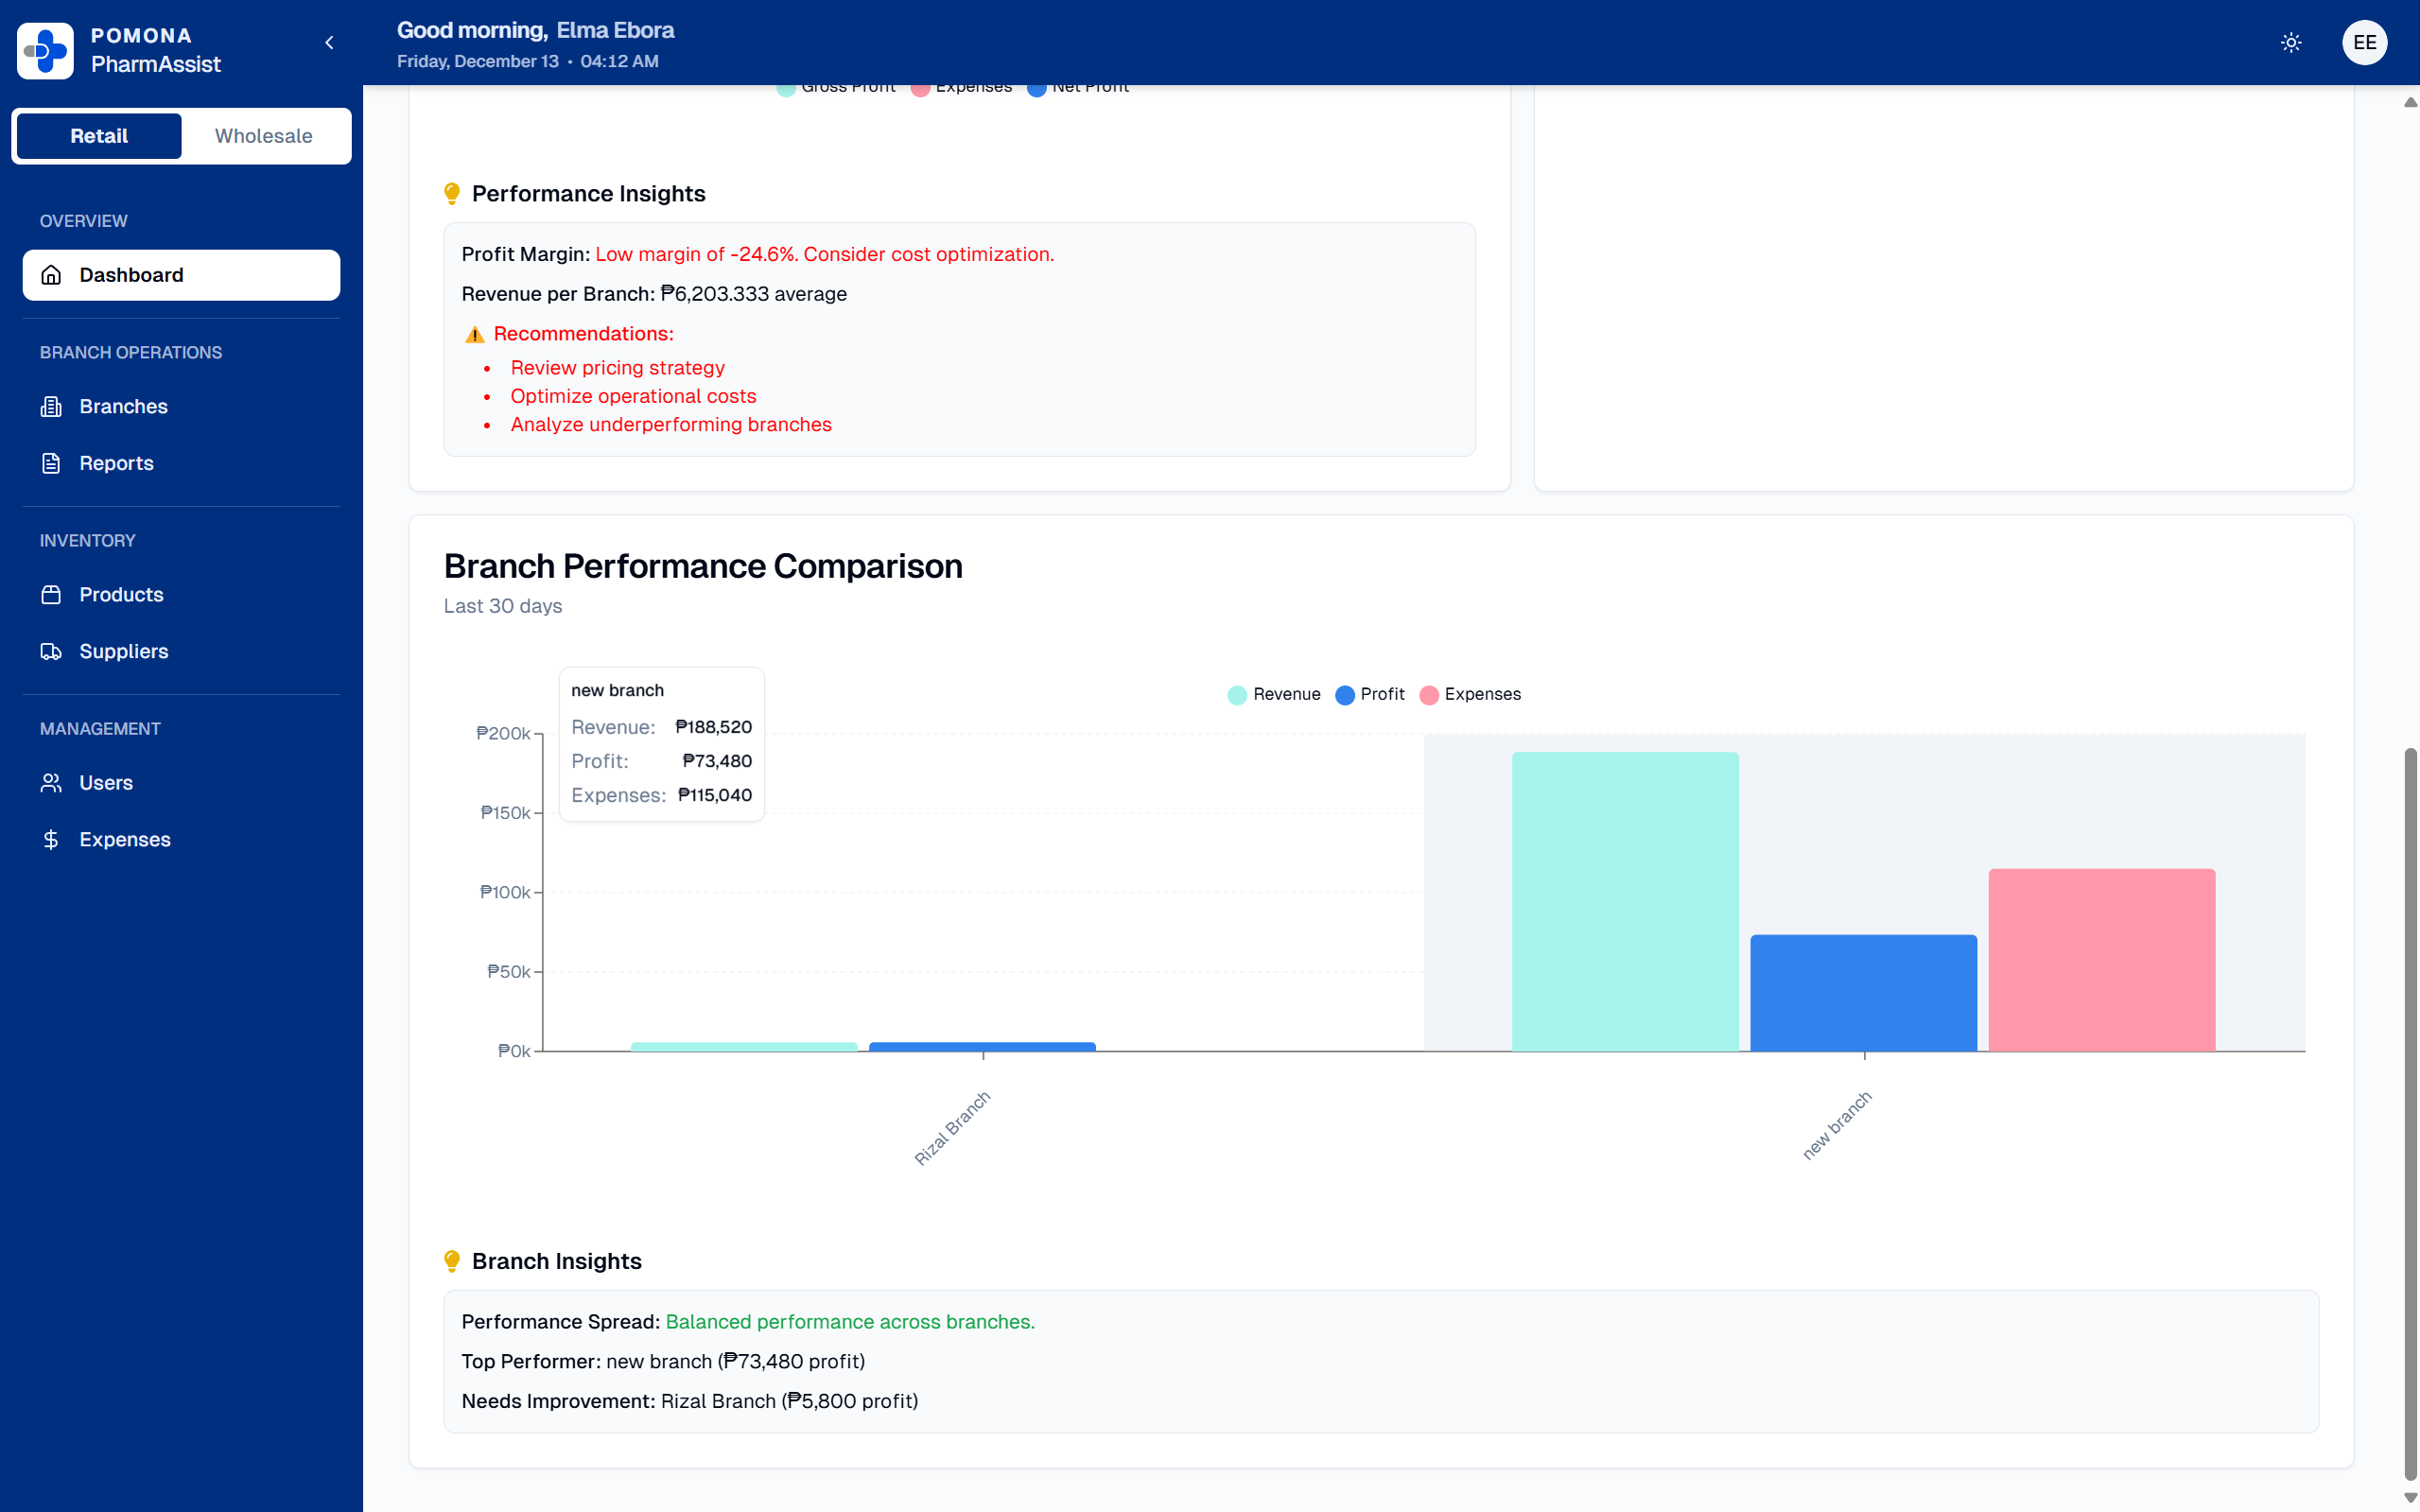 POMONA
PharmAssist
Retail
Wholesale
OVERVIEW
Dashboard
BRANCH OPERATIONS
Branches
Reports
INVENTORY
Products
Suppliers
MANAGEMENT
Users
Expenses
Good morning, Elma Ebora
Friday, December 13 • 04:12 AM
EE
Gross Profit Expenses Net Profit
Performance Insights
Profit Margin: Low margin of -24.6%. Consider cost optimization.
Revenue per Branch: ₱6,203.333 average
Recommendations:
• Review pricing strategy
• Optimize operational costs
• Analyze underperforming branches
Branch Performance Comparison
Last 30 days
Revenue Profit Expenses
new branch
Revenue: ₱188,520
Profit: ₱73,480
Expenses: ₱115,040
₱200k
₱150k
₱100k
₱50k
₱0k
Rizal Branch
new branch
Branch Insights
Performance Spread: Balanced performance across branches.
Top Performer: new branch (₱73,480 profit)
Needs Improvement: Rizal Branch (₱5,800 profit)